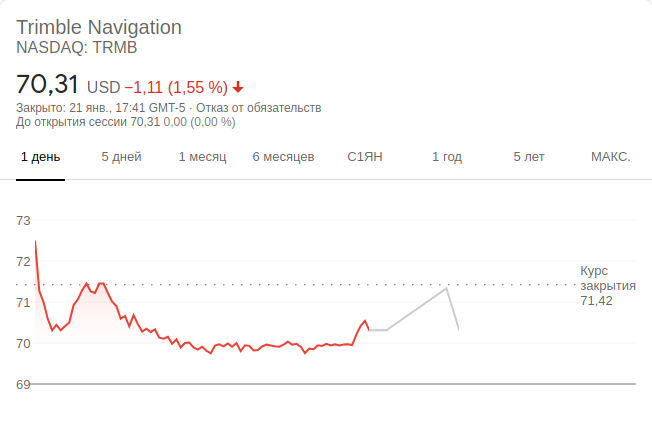 Trimble Navigation
NASDAQ: TRMB
70,31 USD −1,11 (1,55 %)
Закрыто: 21 янв., 17:41 GMT-5 · Отказ от обязательств
До открытия сессии 70,31 0,00 (0,00 %)
1 день 5 дней 1 месяц 6 месяцев С1ЯН 1 год 5 лет МАКС.
73
72
Курс
закрытия
71,42
71
70
69